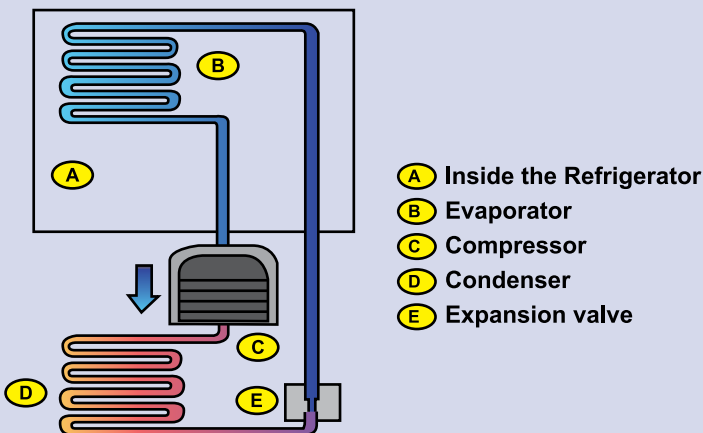 B
A
A Inside the Refrigerator
B Evaporator
C Compressor
D Condenser
E Expansion valve
C
D
E